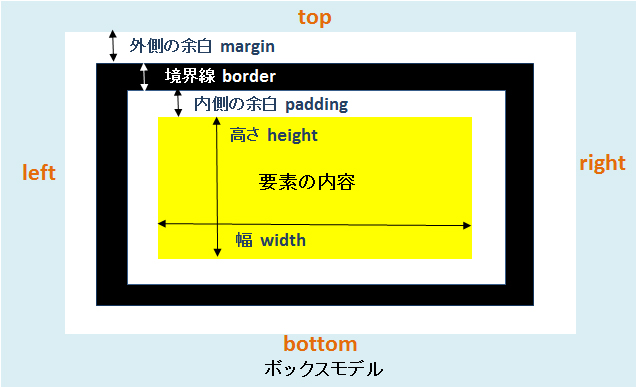 top
外側の余白 margin
境界線 border
内側の余白 padding
高さ height
left
right
要素の内容
幅 width
bottom
ボックスモデル